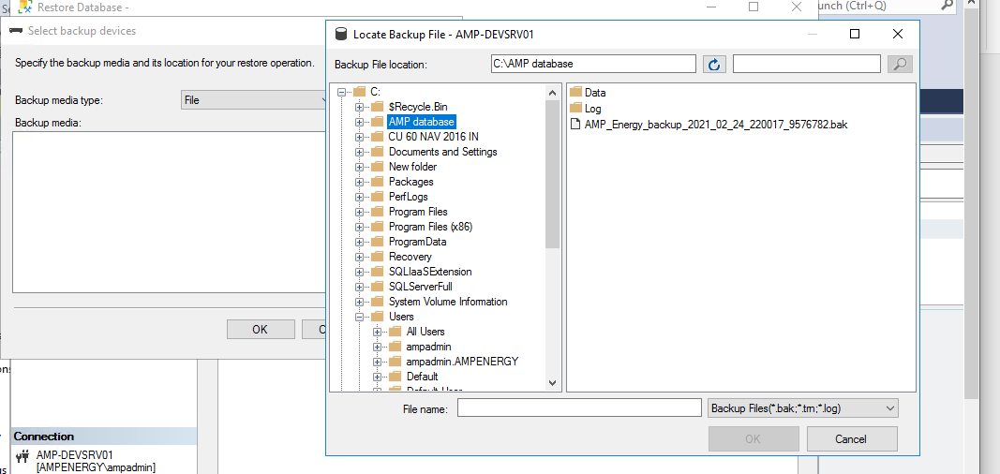 Restore Database -
unch (Ctrl+Q)
Select backup devices
Specify the backup media and its location for your restore operation.
Backup media type:
File
Backup media:
OK
Locate Backup File - AMP-DEVSRV01
Backup File location:
C:\AMP database
C:
$Recycle.Bin
AMP database
CU 60 NAV 2016 IN
Documents and Settings
New folder
Packages
PerfLogs
Program Files
Program Files (x86)
ProgramData
Recovery
SQLIaaSExtension
SQLServerFull
System Volume Information
Users
All Users
ampadmin
ampadmin.AMPENERGY
Default
Default User
Data
Log
AMP_Energy_backup_2021_02_24_220017_9576782.bak
File name:
Backup Files(*.bak;*.trn;*.log)
OK
Cancel
Connection
AMP-DEVSRV01
[AMPENERGY\ampadmin]